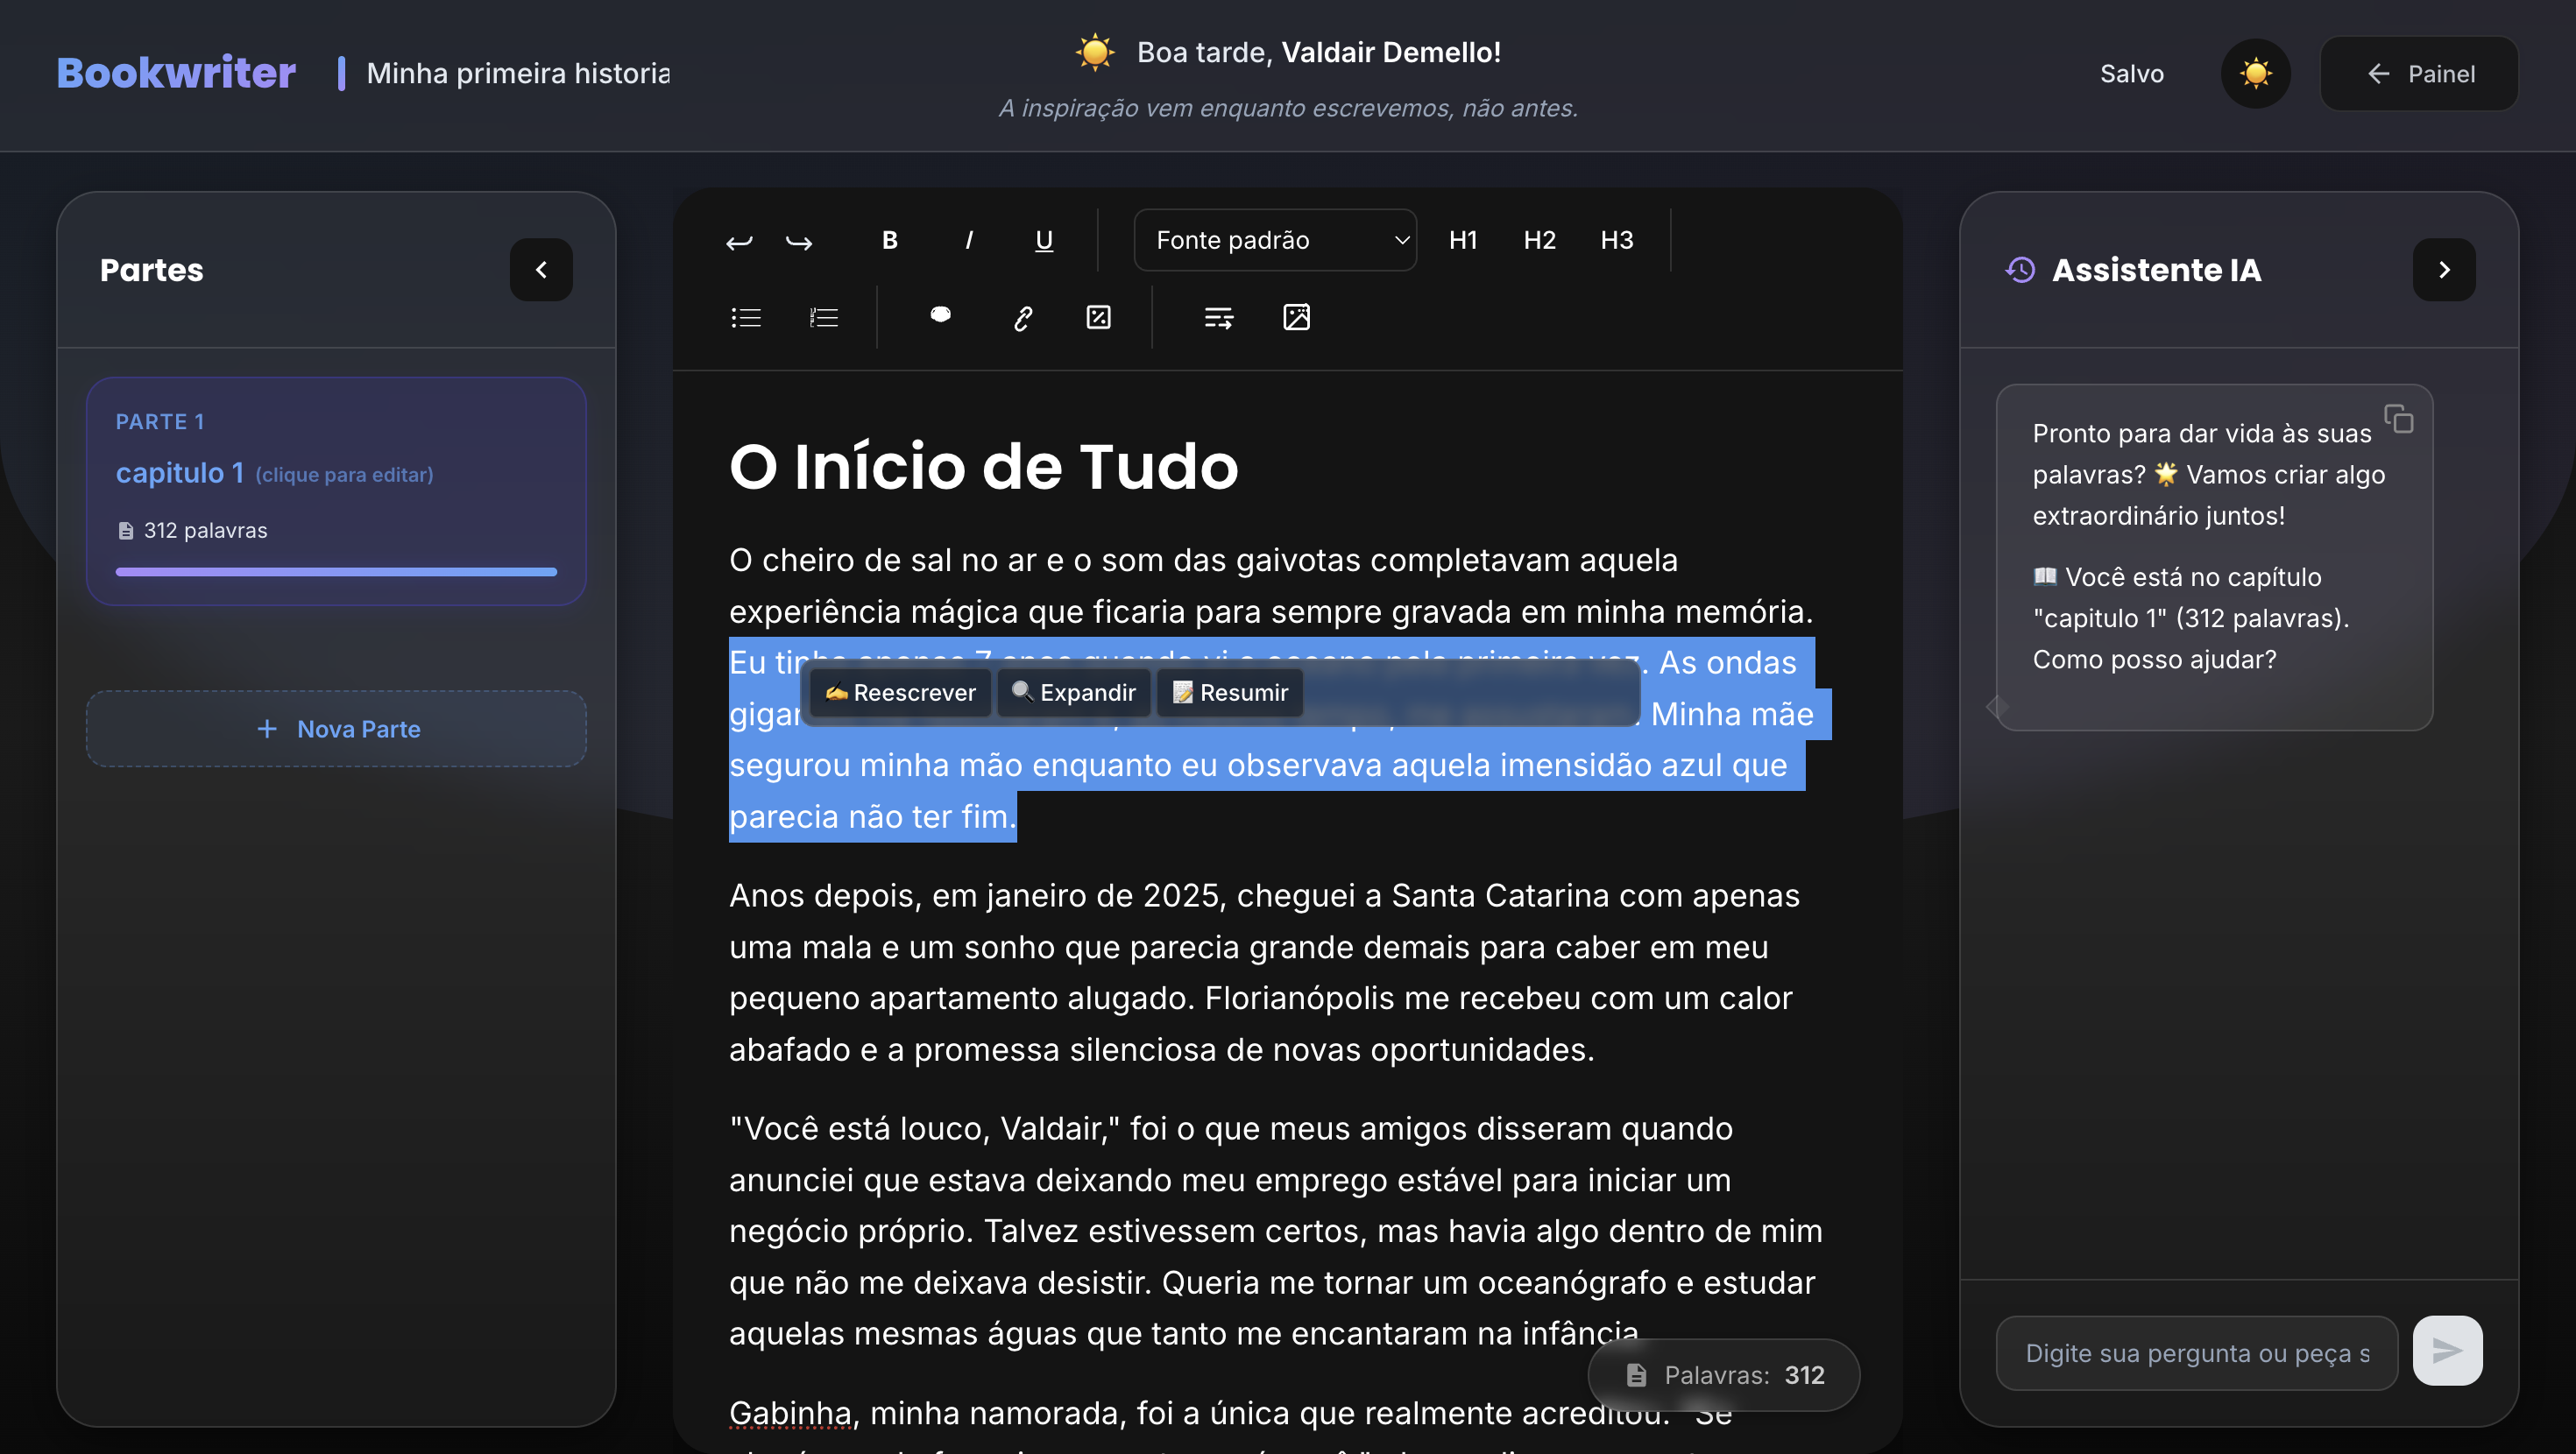 Bookwriter
Minha primeira historia
Boa tarde, Valdair Demello!
A inspiração vem enquanto escrevemos, não antes.
Salvo
Painel
Partes
PARTE 1
capitulo 1 (clique para editar)
312 palavras
+ Nova Parte
B I U Fonte padrão H1 H2 H3
O Início de Tudo
O cheiro de sal no ar e o som das gaivotas completavam aquela
experiência mágica que ficaria para sempre gravada em minha memória.
Eu tinha apenas 7 anos quando vi o oceano pela primeira vez. As ondas
Reescrever
Expandir
Resumir
Minha mãe
segurou minha mão enquanto eu observava aquela imensidão azul que
parecia não ter fim.
Anos depois, em janeiro de 2025, cheguei a Santa Catarina com apenas
uma mala e um sonho que parecia grande demais para caber em meu
pequeno apartamento alugado. Florianópolis me recebeu com um calor
abafado e a promessa silenciosa de novas oportunidades.
"Você está louco, Valdair," foi o que meus amigos disseram quando
anunciei que estava deixando meu emprego estável para iniciar um
negócio próprio. Talvez estivessem certos, mas havia algo dentro de mim
que não me deixava desistir. Queria me tornar um oceanógrafo e estudar
aquelas mesmas águas que tanto me encantaram na infância
Gabinha, minha namorada, foi a única que realmente acreditou. "Se
Palavras: 312
Assistente IA
Pronto para dar vida às suas
palavras? 🌟 Vamos criar algo
extraordinário juntos!
📖 Você está no capítulo
"capitulo 1" (312 palavras).
Como posso ajudar?
Digite sua pergunta ou peça s